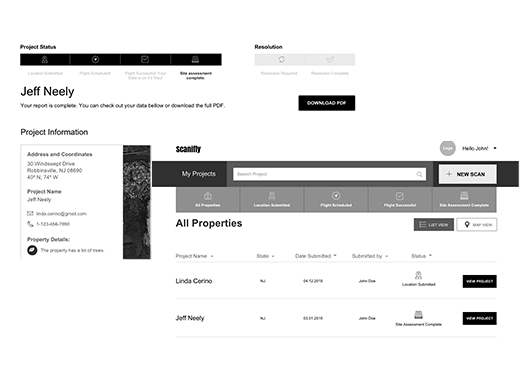 Project Status
Resolution
Location Submitted
Flight Scheduled
Flight Successful! Your
Data is on it's Way!
Site assessment
complete.
Resolution Required
Resolution Complete
Jeff Neely
Your report is complete. You can check out your data bellow or download the full PDF.
DOWNLOAD PDF
Project Information
Address and Coordinates
30 Windswept Drive
Robbinsville, NJ 08690
40° N, 74° W
Project Name
Jeff Neely
linda.cerino@gmail.com
1-123-456-7890
Property Details:
The property has a lot of trees.
scanifly
Logo
Hello John!
My Projects
Search Project
+ NEW SCAN
All Properties
Location Submitted
Flight Scheduled
Flight Successful
Site Assessment Complete
All Properties
LIST VIEW
MAP VIEW
Project Name
State
Date Submitted
Submitted by
Status
Linda Cerino
NJ
04.12.2018
John Doe
Location Submitted
VIEW PROJECT
Jeff Neely
NJ
03.01.2018
John Doe
Site Assessment Complete
VIEW PROJECT